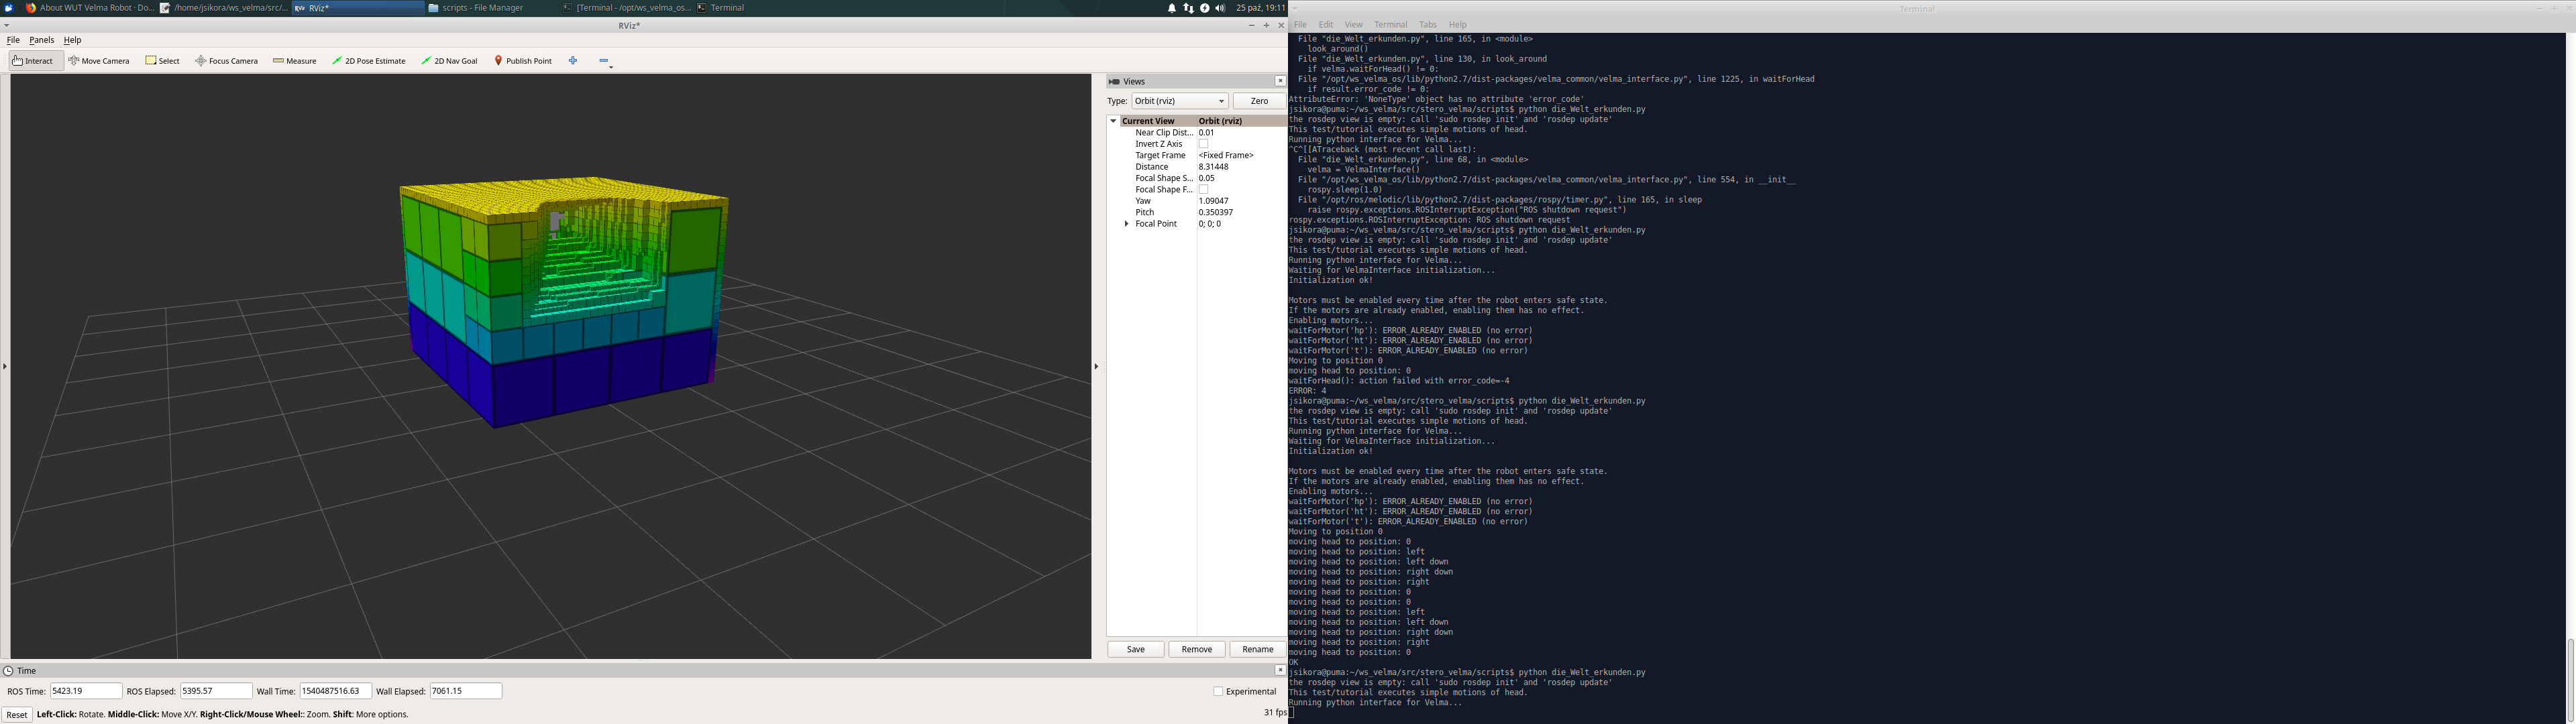 About WUT Velma Robot · Do...
/home/jsikora/ws_velma/src/...
RViz*
scripts - File Manager
[Terminal - /opt/ws_velma_os...
Terminal
25 paź, 19:11
RViz*
File Panels Help
Interact Move Camera Select Focus Camera Measure 2D Pose Estimate 2D Nav Goal Publish Point
Views
Type: Orbit (rviz) Zero
Current View Orbit (rviz)
Near Clip Dist... 0.01
Invert Z Axis
Target Frame <Fixed Frame>
Distance 8.31448
Focal Shape S... 0.05
Focal Shape F...
Yaw 1.09047
Pitch 0.350397
Focal Point 0; 0; 0
Save Remove Rename
Time
ROS Time: 5423.19 ROS Elapsed: 5395.57 Wall Time: 1540487516.63 Wall Elapsed: 7061.15 Experimental
Reset Left-Click: Rotate. Middle-Click: Move X/Y. Right-Click/Mouse Wheel:: Zoom. Shift: More options. 31 fps
Terminal
File Edit View Terminal Tabs Help
File "die_Welt_erkunden.py", line 165, in <module>
look_around()
File "die_Welt_erkunden.py", line 130, in look_around
if velma.waitForHead() != 0:
File "/opt/ws_velma_os/lib/python2.7/dist-packages/velma_common/velma_interface.py", line 1225, in waitForHead
if result.error_code != 0:
AttributeError: 'NoneType' object has no attribute 'error_code'
jsikora@puma:~/ws_velma/src/stero_velma/scripts$ python die_Welt_erkunden.py
the rosdep view is empty: call 'sudo rosdep init' and 'rosdep update'
This test/tutorial executes simple motions of head.
Running python interface for Velma...
^C^[[ATraceback (most recent call last):
File "die_Welt_erkunden.py", line 68, in <module>
velma = VelmaInterface()
File "/opt/ws_velma_os/lib/python2.7/dist-packages/velma_common/velma_interface.py", line 554, in __init__
rospy.sleep(1.0)
File "/opt/ros/melodic/lib/python2.7/dist-packages/rospy/timer.py", line 165, in sleep
raise rospy.exceptions.ROSInterruptException("ROS shutdown request")
rospy.exceptions.ROSInterruptException: ROS shutdown request
jsikora@puma:~/ws_velma/src/stero_velma/scripts$ python die_Welt_erkunden.py
the rosdep view is empty: call 'sudo rosdep init' and 'rosdep update'
This test/tutorial executes simple motions of head.
Running python interface for Velma...
Waiting for VelmaInterface initialization...
Initialization ok!
Motors must be enabled every time after the robot enters safe state.
If the motors are already enabled, enabling them has no effect.
Enabling motors...
waitForMotor('hp'): ERROR_ALREADY_ENABLED (no error)
waitForMotor('ht'): ERROR_ALREADY_ENABLED (no error)
waitForMotor('t'): ERROR_ALREADY_ENABLED (no error)
Moving to position 0
moving head to position: 0
waitForHead(): action failed with error_code=-4
ERROR: 4
jsikora@puma:~/ws_velma/src/stero_velma/scripts$ python die_Welt_erkunden.py
the rosdep view is empty: call 'sudo rosdep init' and 'rosdep update'
This test/tutorial executes simple motions of head.
Running python interface for Velma...
Waiting for VelmaInterface initialization...
Initialization ok!
Motors must be enabled every time after the robot enters safe state.
If the motors are already enabled, enabling them has no effect.
Enabling motors...
waitForMotor('hp'): ERROR_ALREADY_ENABLED (no error)
waitForMotor('ht'): ERROR_ALREADY_ENABLED (no error)
waitForMotor('t'): ERROR_ALREADY_ENABLED (no error)
Moving to position 0
moving head to position: 0
moving head to position: left
moving head to position: left down
moving head to position: right down
moving head to position: right
moving head to position: 0
moving head to position: 0
moving head to position: left
moving head to position: left down
moving head to position: right down
moving head to position: right
moving head to position: 0
OK
jsikora@puma:~/ws_velma/src/stero_velma/scripts$ python die_Welt_erkunden.py
the rosdep view is empty: call 'sudo rosdep init' and 'rosdep update'
This test/tutorial executes simple motions of head.
Running python interface for Velma...